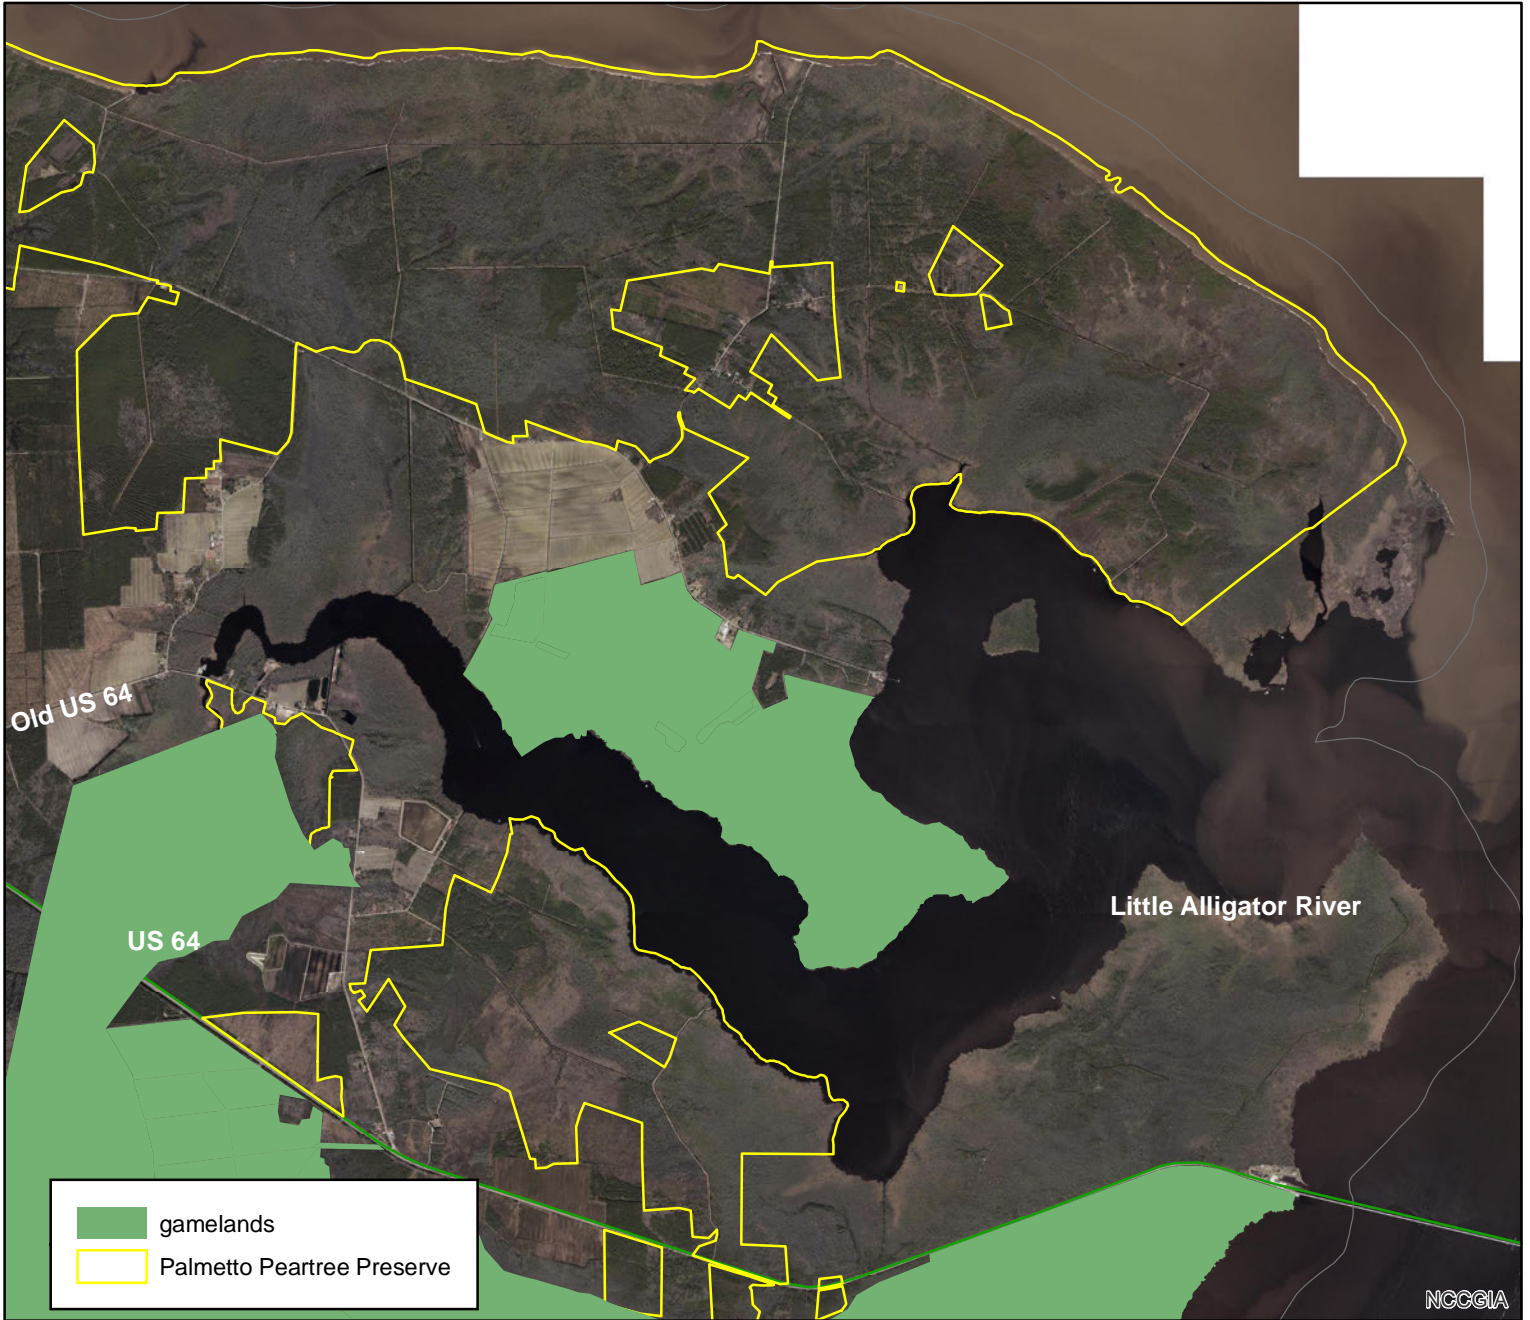 Old US 64
US 64
Little Alligator River
gamelands
Palmetto Peartree Preserve
NCCGIA